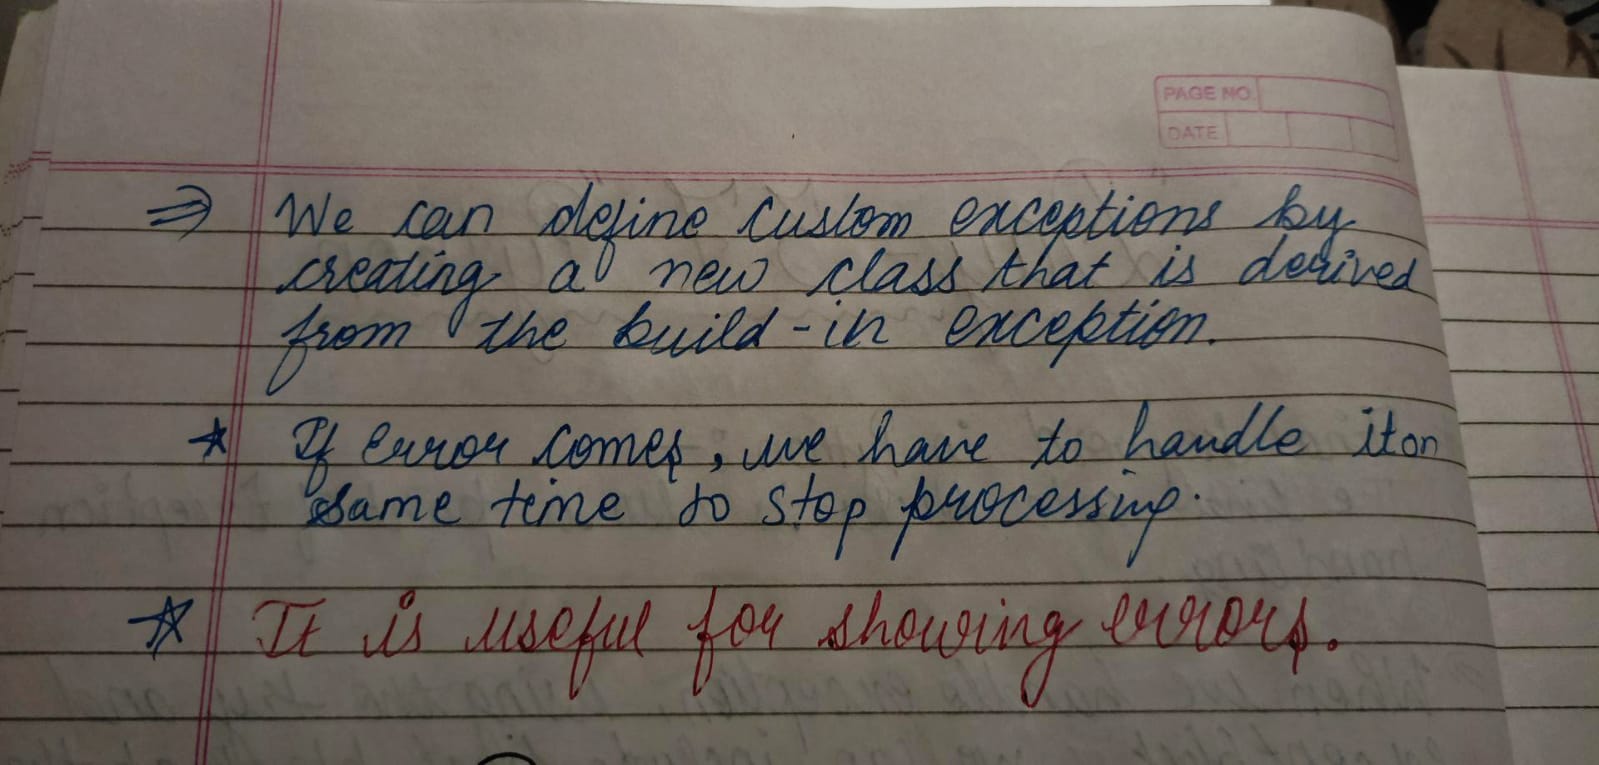 PAGE NO.
DATE
⇒ We can define custom exceptions by
creating a new class that is derived
from the build-in exception.
* If error comes, we have to handle it on
same time to stop processing.
☆ It is useful for showing errors.